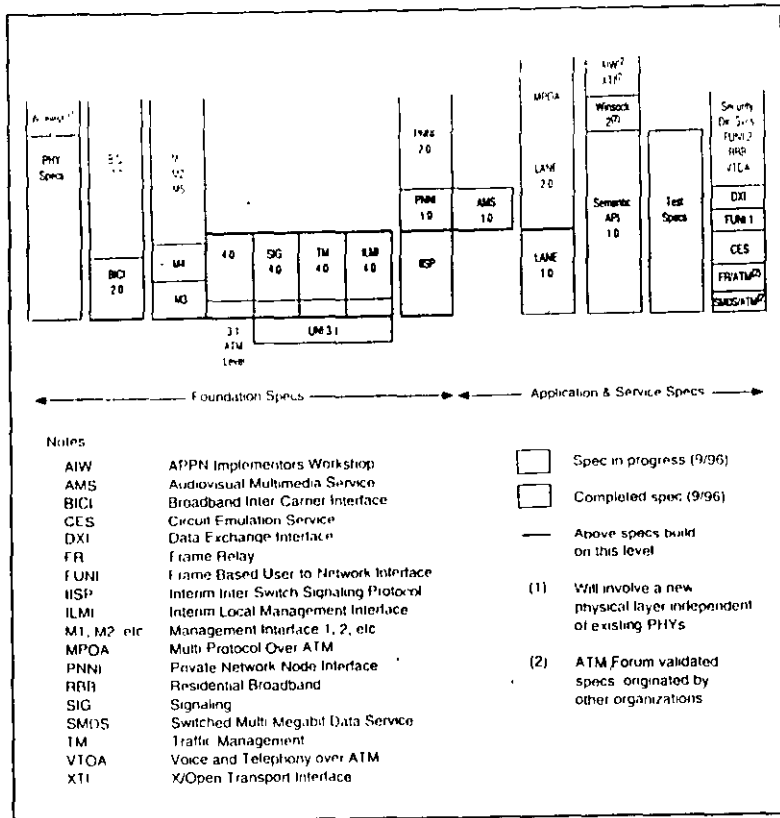 PHY
Specs
BICI
2.0
M2
M5
M4
M3
4.0
SIG
4.0
TM
4.0
ILMI
4.0
3.1
ATM
Level
UNI 3.1
2.0
PNNI
1.0
IISP
AMS
1.0
MPOA
LANE
2.0
LANE
1.0
Winsock
2(2)
Semantic
API
1.0
Test
Specs
Security
FUNI 2
RBB
VTOA
DXI
FUNI 1
CES
FR/ATM(2)
SMDS/ATM(2)
Foundation Specs
Application & Service Specs
Notes
AIW APPN Implementors Workshop
AMS Audiovisual Multimedia Service
BICI Broadband Inter Carrier Interface
CES Circuit Emulation Service
DXI Data Exchange Interface
FR Frame Relay
FUNI Frame Based User to Network Interface
IISP Interim Inter Switch Signaling Protocol
ILMI Interim Local Management Interface
M1, M2, etc Management Interface 1, 2, etc
MPOA Multi Protocol Over ATM
PNNI Private Network Node Interface
RBB Residential Broadband
SIG Signaling
SMDS Switched Multi Megabit Data Service
TM Traffic Management
VTOA Voice and Telephony over ATM
XTI X/Open Transport Interface
Spec in progress (9/96)
Completed spec (9/96)
Above specs build
on this level
(1) Will involve a new
physical layer independent
of existing PHYs
(2) ATM Forum validated
specs originated by
other organizations